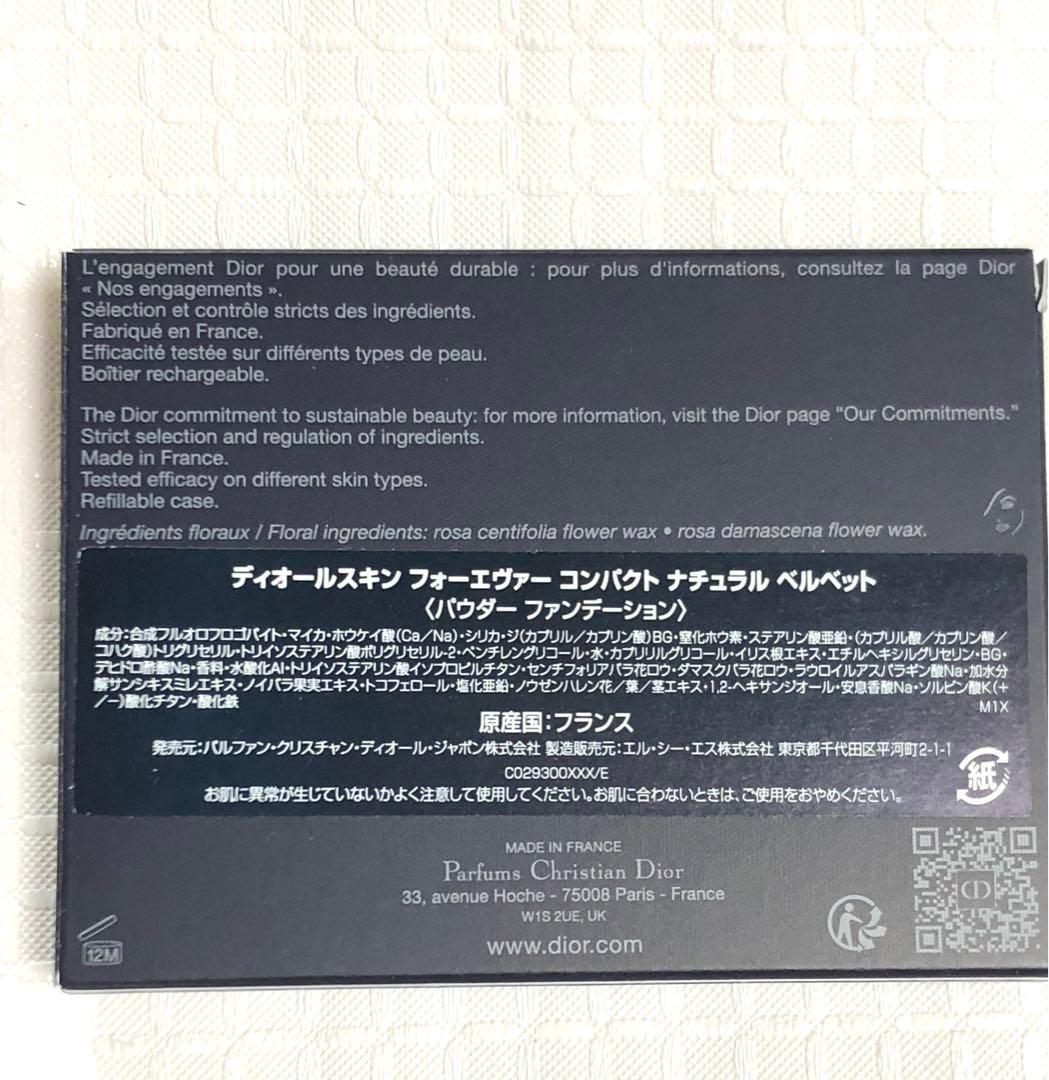 L'engagement Dior pour une beauté durable : pour plus d'informations, consultez la page Dior
« Nos engagements ».
Sélection et contrôle stricts des ingrédients.
Fabriqué en France.
Efficacité testée sur différents types de peau.
Boîtier rechargeable.
The Dior commitment to sustainable beauty: for more information, visit the Dior page “Our Commitments.”
Strict selection and regulation of ingredients.
Made in France.
Tested efficacy on different skin types.
Refillable case.
Ingrédients floraux / Floral ingredients: rosa centifolia flower wax • rosa damascena flower wax.
ディオールスキン フォーエヴァー コンパクト ナチュラル ベルベット
〈パウダー ファンデーション〉
成分:合成フルオロフロゴパイト・マイカ・ホウケイ酸(Ca/Na)・シリカ・ジ(カプリル/カプリン酸)BG・窒化ホウ素・ステアリン酸亜鉛・(カプリル酸/カプリン酸/
コハク酸)トリグリセリル・トリイソステアリン酸ポリグリセリル-2・ペンチレングリコール・水・カプリリルグリコール・イリス根エキス・エチルヘキシルグリセリン・BG・
デヒドロ酢酸Na・香料・水酸化Al・トリイソステアリン酸イソプロピルチタン・センチフォリアバラ花ロウ・ダマスクバラ花ロウ・ラウロイルアスパラギン酸Na・加水分
解サンシキスミレエキス・ノイバラ果実エキス・トコフェロール・塩化亜鉛・ノウゼンハレン花/葉/茎エキス・1,2-ヘキサンジオール・安息香酸Na・ソルビン酸K(+
/−)酸化チタン・酸化鉄
M1X
原産国:フランス
発売元:パルファン・クリスチャン・ディオール・ジャポン株式会社 製造販売元:エル・シー・エス株式会社 東京都千代田区平河町2-1-1
C029300XXX/E
紙
お肌に異常が生じていないかよく注意して使用してください。お肌に合わないときは、ご使用をおやめください。
MADE IN FRANCE
Parfums Christian Dior
33, avenue Hoche - 75008 Paris - France
W1S 2UE, UK
www.dior.com
12M
CD